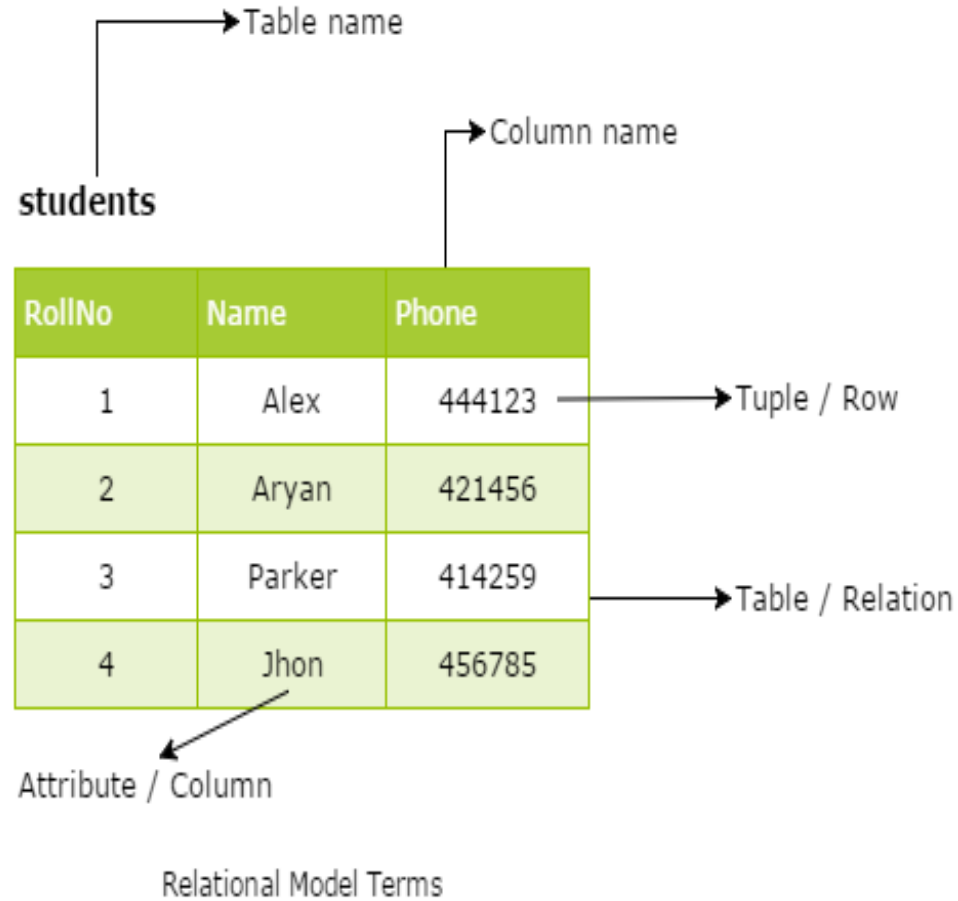 Table name
Column name
students
RollNo Name Phone
1 Alex 444123 Tuple / Row
2 Aryan 421456
3 Parker 414259 Table / Relation
4 Jhon 456785
Attribute / Column
Relational Model Terms